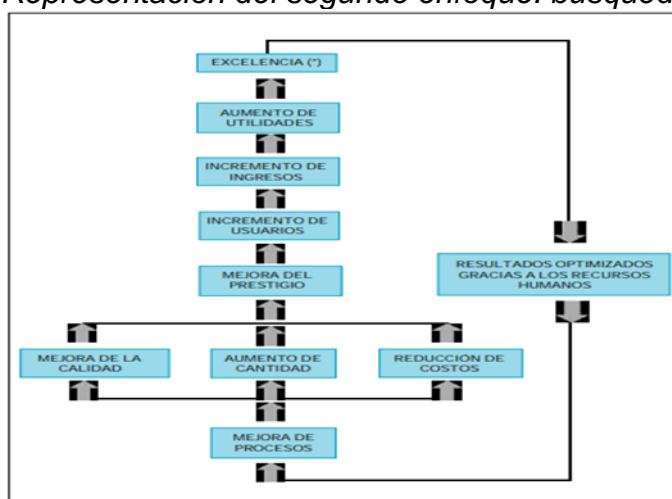 Representación del segundo enfoque: búsqued
EXCELENCIA (*)
AUMENTO DE
UTILIDADES
INCREMENTO DE
INGRESOS
INCREMENTO DE
USUARIOS
MEJORA DEL
PRESTIGIO
RESULTADOS OPTIMIZADOS
GRACIAS A LOS RECURSOS
HUMANOS
MEJORA DE LA
CALIDAD
AUMENTO DE
CANTIDAD
REDUCCIÓN DE
COSTOS
MEJORA DE
PROCESOS